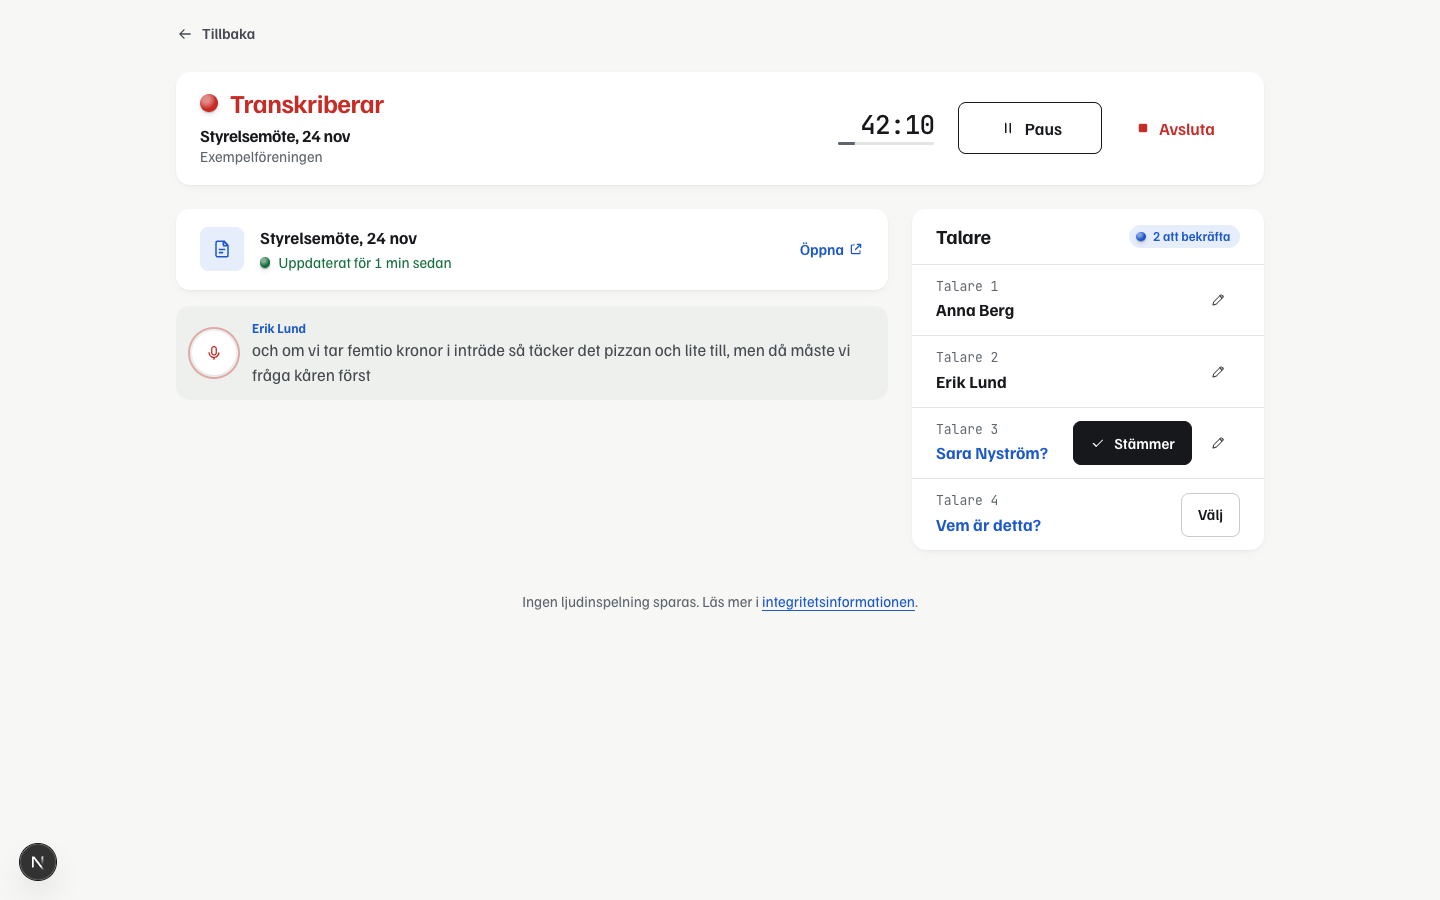 Tillbaka
Transkriberar
Styrelsemöte, 24 nov
Exempelföreningen
42:10
Paus
Avsluta
Styrelsemöte, 24 nov
Uppdaterat för 1 min sedan
Öppna
Erik Lund
och om vi tar femtio kronor i inträde så täcker det pizzan och lite till, men då måste vi
fråga kåren först
Talare
2 att bekräfta
Talare 1
Anna Berg
Talare 2
Erik Lund
Talare 3
Sara Nyström?
Stämmer
Talare 4
Vem är detta?
Välj
Ingen ljudinspelning sparas. Läs mer i integritetsinformationen.
N